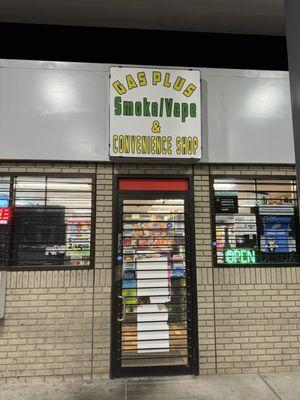 GAS PLUS
Smoke/Vape
&
CONVENIENCE SHOP
OPEN